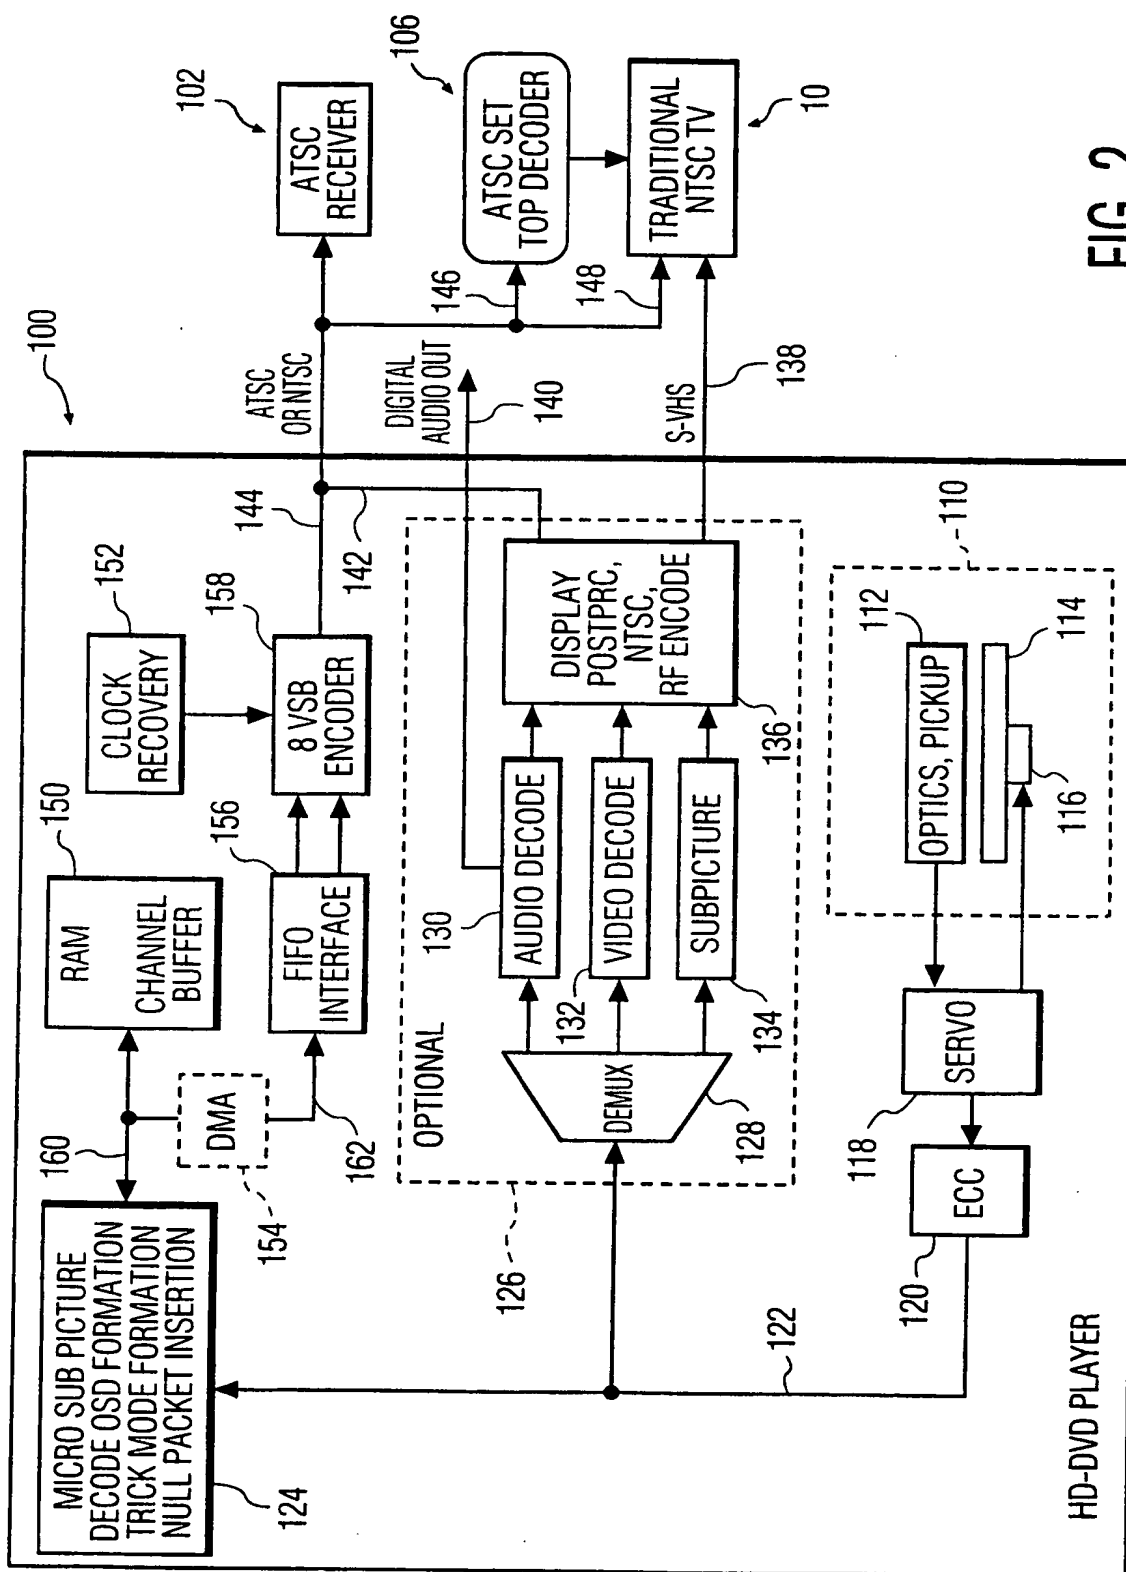 100
MICRO SUB PICTURE
DECODE OSD FORMATION
TRICK MODE FORMATION
NULL PACKET INSERTION
124
160
DMA
154
162
RAM
CHANNEL
BUFFER
150
FIFO
INTERFACE
156
CLOCK
RECOVERY
152
8 VSB
ENCODER
158
144
142
ATSC
OR NTSC
ATSC
RECEIVER
102
ATSC SET
TOP DECODER
106
146
148
TRADITIONAL
NTSC TV
10
DIGITAL
AUDIO OUT
140
S-VHS
138
OPTIONAL
126
DEMUX
128
AUDIO DECODE
130
VIDEO DECODE
132
SUBPICTURE
134
DISPLAY
POSTPRC,
NTSC,
RF ENCODE
136
110
OPTICS, PICKUP
112
114
116
SERVO
118
ECC
120
122
HD-DVD PLAYER
FIG. 2